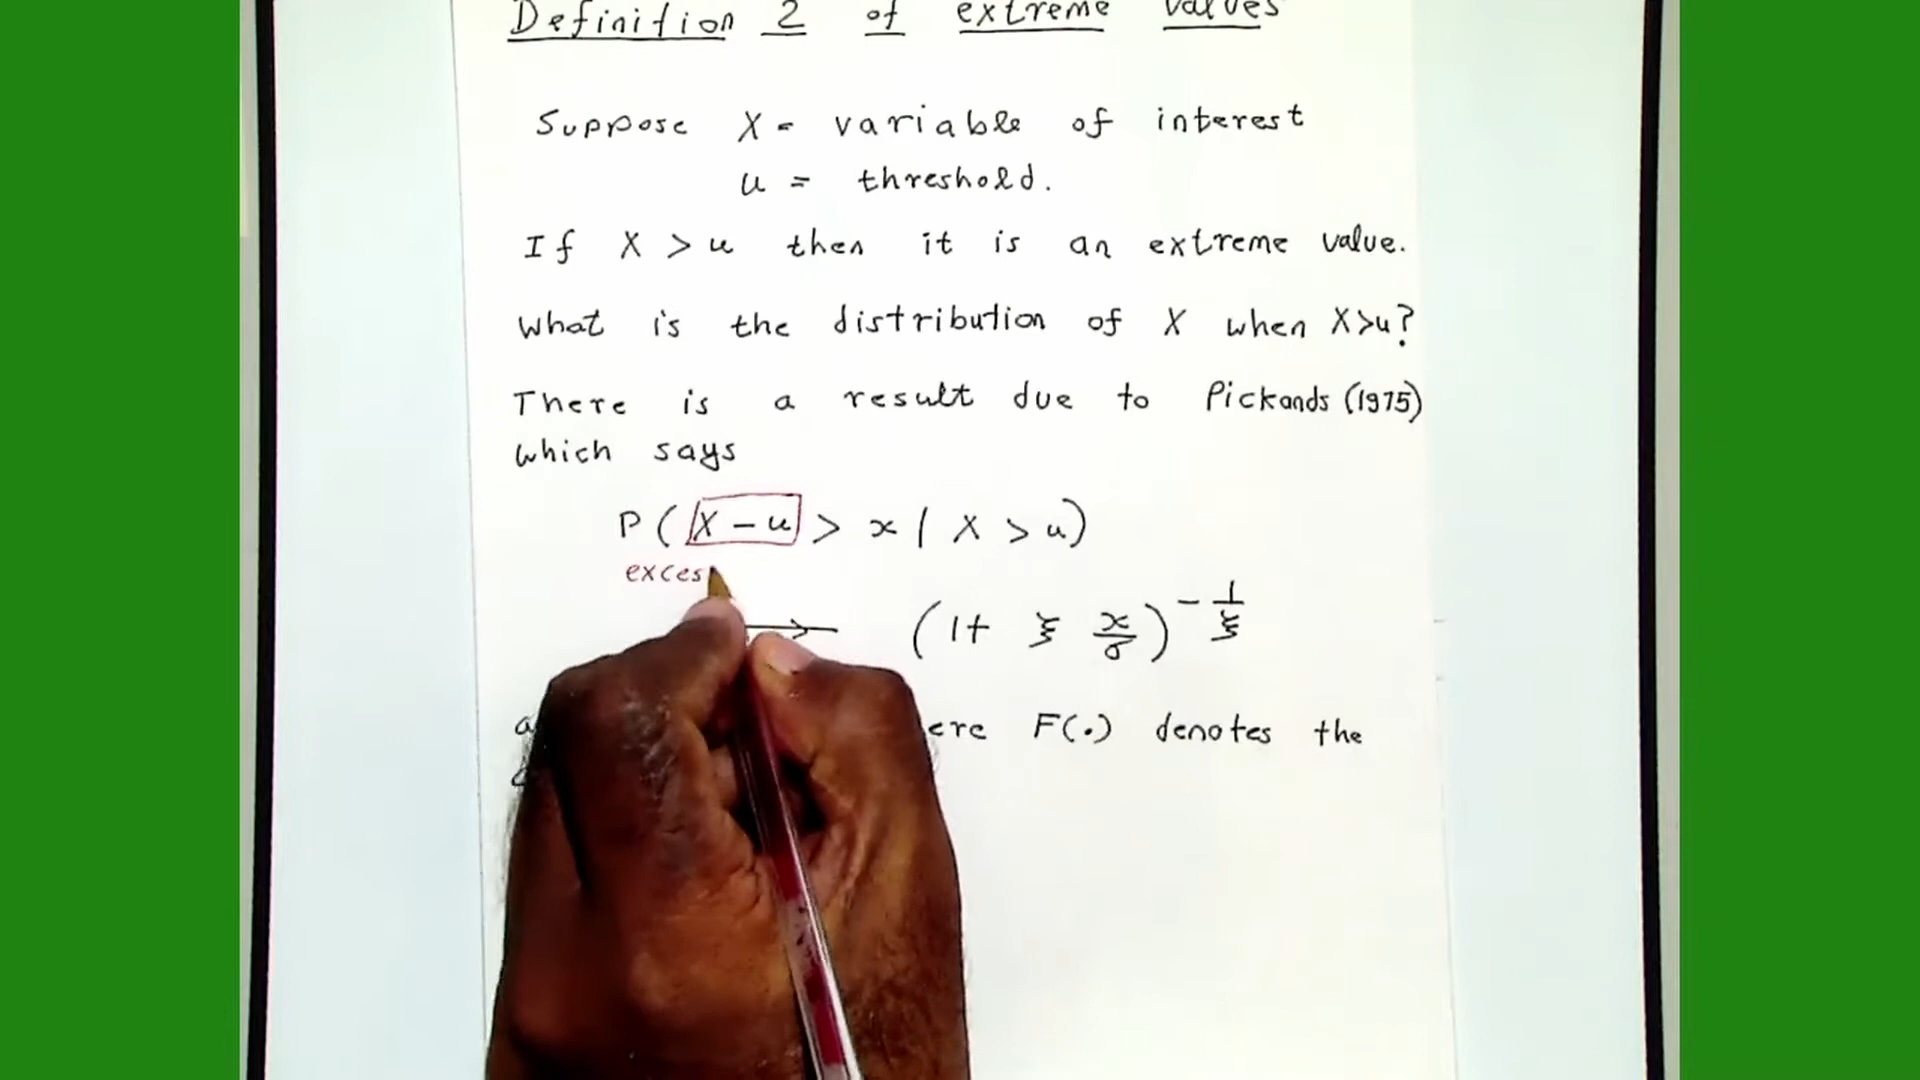 Definition 2 of extreme values
Suppose X = variable of interest
u = threshold.
If X > u then it is an extreme value.
What is the distribution of X when X>u?
There is a result due to Pickands (1975)
which says
P(X – u > x | X > u)
exces
→ (1+ ξ x/σ)^-1/ξ
F(.) denotes the